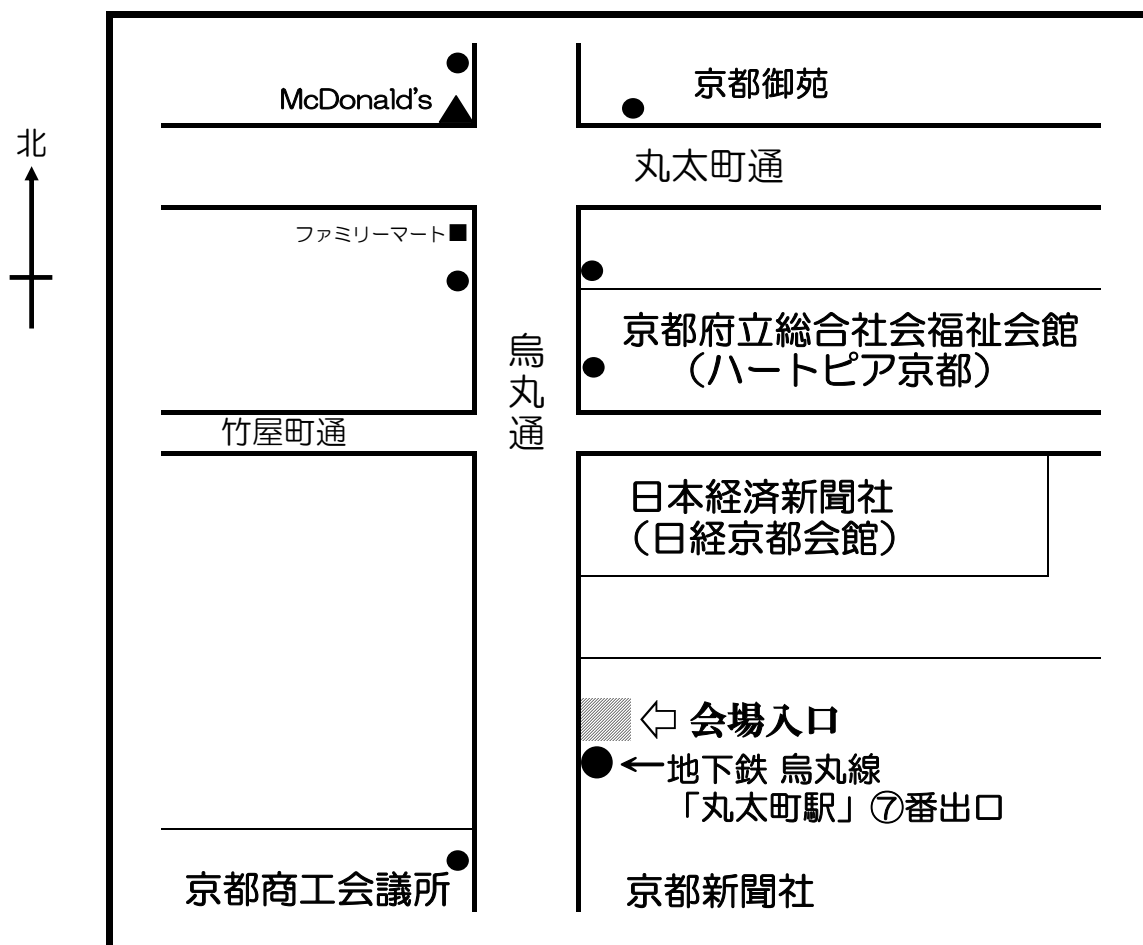 京都御苑
McDonald's
北
丸太町通
ファミリーマート
京都府立総合社会福祉会館
(ハートピア京都)
烏丸通
竹屋町通
日本経済新聞社
(日経京都会館)
会場入口
地下鉄 烏丸線
「丸太町駅」⑦番出口
京都商工会議所
京都新聞社